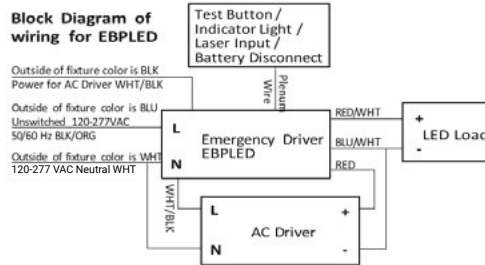 Block Diagram of
wiring for EBPLED
Test Button /
Indicator Light /
Laser Input /
Battery Disconnect
Outside of fixture color is BLK
Power for AC Driver WHT/BLK
Plenum
Wire
Outside of fixture color is BLU
Unswitched 120-277VAC
50/60 Hz BLK/ORG
L
Emergency Driver
EBPLED
N
RED/WHT
BLU/WHT
RED
+
LED Load
-
Outside of fixture color is WHT
120-277 VAC Neutral WHT
WHT/BLK
L
+
AC Driver
N
-